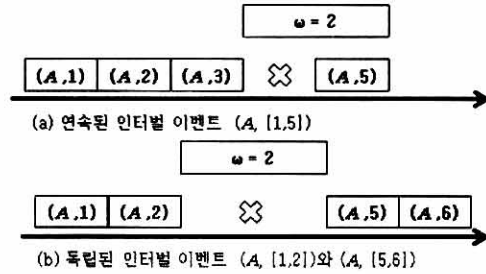 ω = 2
(A,1) (A,2) (A,3) (A,5)
(a) 연속된 인터벌 이벤트 (A, [1,5])
ω = 2
(A,1) (A,2) (A,5) (A,6)
(b) 독립된 인터벌 이벤트 (A, [1,2])와 (A, [5,6])